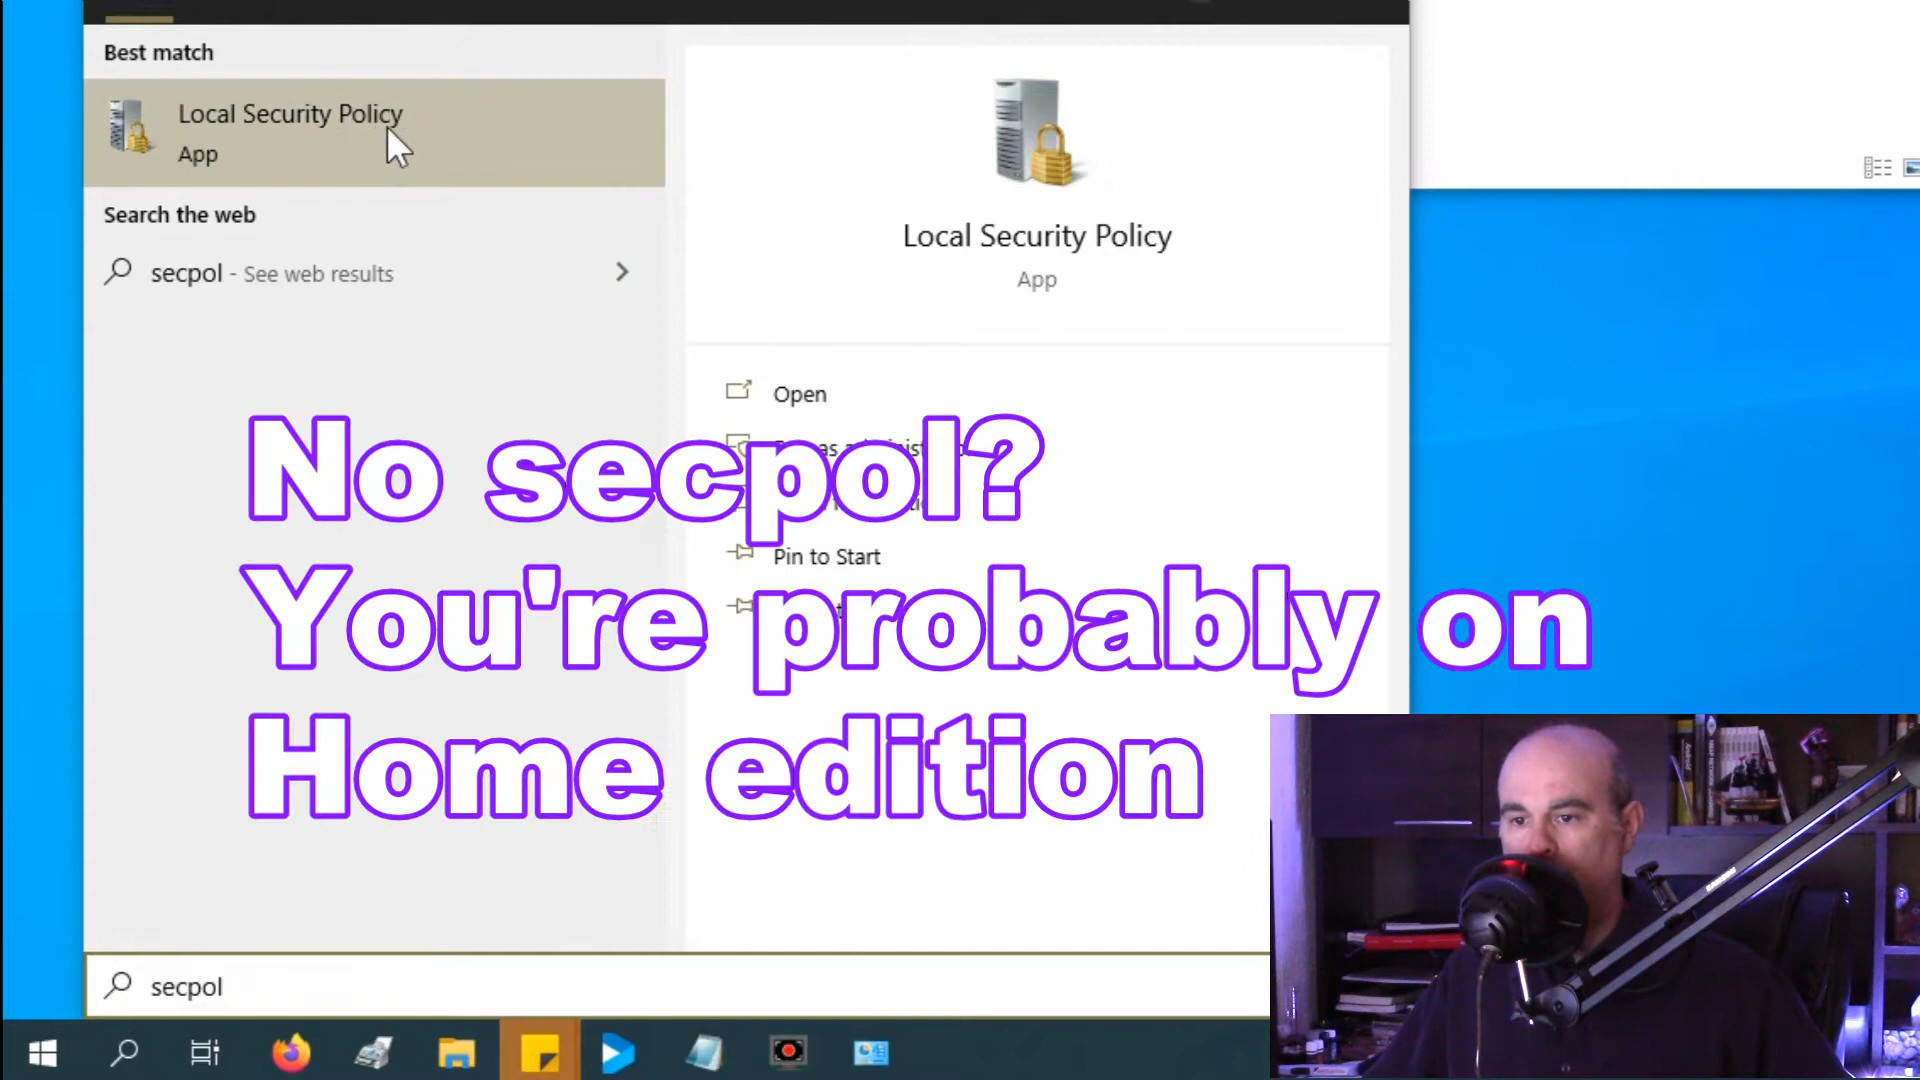 Best match
Local Security Policy
App
Search the web
secpol - See web results
Local Security Policy
App
Open
Pin to Start
No secpol?
You're probably on
Home edition
secpol